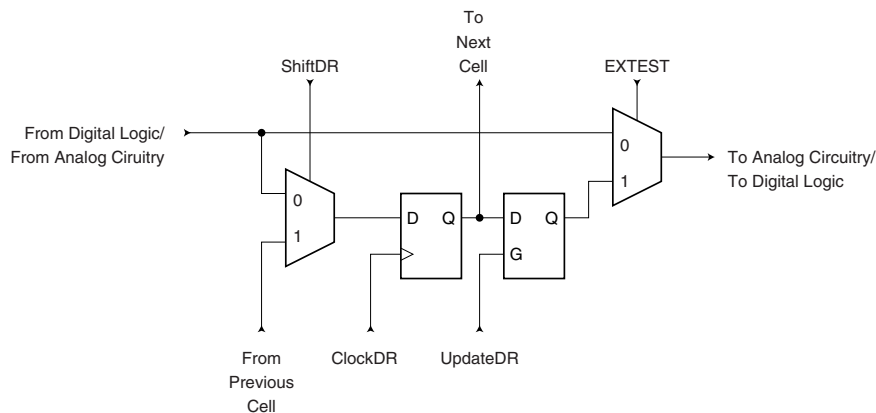 To
Next
Cell
ShiftDR
EXTEST
From Digital Logic/
From Analog Ciruitry
0
1
D Q
D Q
G
0
1
To Analog Circuitry/
To Digital Logic
From
Previous
Cell
ClockDR
UpdateDR